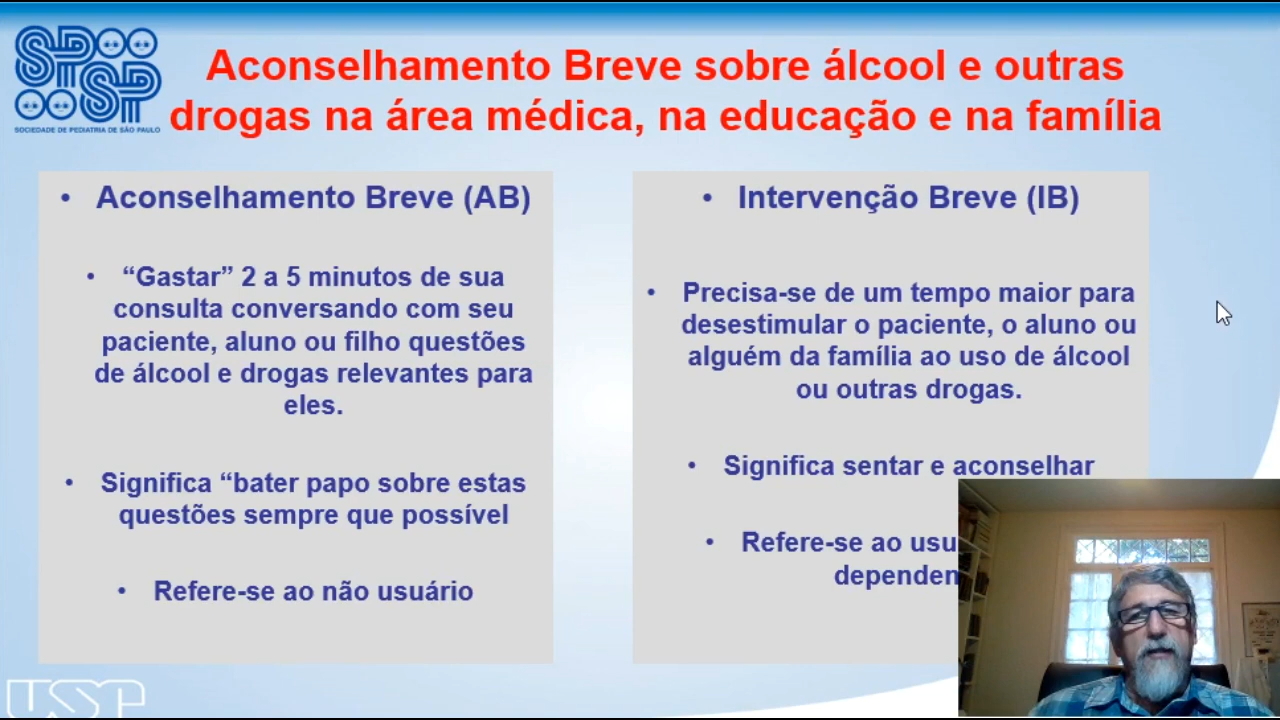 SPSP
SOCIEDADE DE PEDIATRIA DE SÃO PAULO
Aconselhamento Breve sobre álcool e outras
drogas na área médica, na educação e na família
• Aconselhamento Breve (AB)
• “Gastar” 2 a 5 minutos de sua
consulta conversando com seu
paciente, aluno ou filho questões
de álcool e drogas relevantes para
eles.
• Significa “bater papo sobre estas
questões sempre que possível
• Refere-se ao não usuário
• Intervenção Breve (IB)
• Precisa-se de um tempo maior para
desestimular o paciente, o aluno ou
alguém da família ao uso de álcool
ou outras drogas.
• Significa sentar e aconselhar
• Refere-se ao usu
dependen
USP